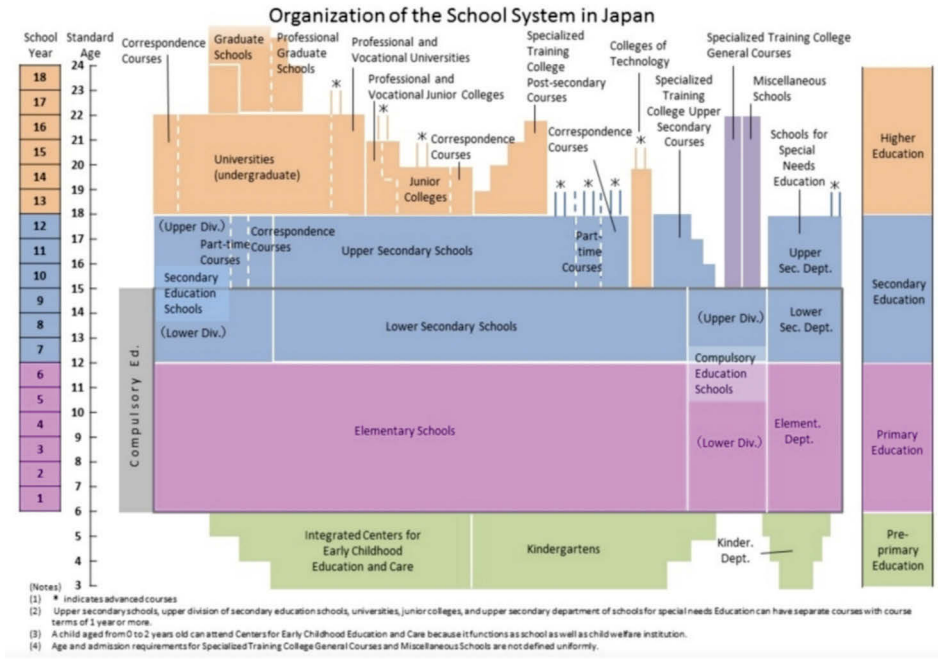 Organization of the School System in Japan
School
Year
Standard
Age
Correspondence
Courses
Graduate
Schools
Professional
Graduate
Schools
Professional and
Vocational Universities
Professional and
Vocational Junior Colleges
Specialized
Training
College
Post-secondary
Courses
Colleges of
Technology
Specialized Training College
General Courses
Miscellaneous
Schools
Specialized
Training
College Upper
Secondary
Courses
Schools for
Special
Needs
Education
Correspondence
Courses
Correspondence
Courses
Universities
(undergraduate)
Junior
Colleges
Higher
Education
18
17
16
15
14
13
12
11
10
9
8
7
6
5
4
3
2
1
24
23
22
21
20
19
18
17
16
15
14
13
12
11
10
9
8
7
6
5
4
3
*
*
*
*
*
*
*
*
(Upper Div.)
Part-time
Courses
Correspondence
Courses
Secondary
Education
Schools
(Lower Div.)
Upper Secondary Schools
Part-
time
Courses
Upper
Sec. Dept.
Secondary
Education
Lower Secondary Schools
(Upper Div.)
Lower
Sec. Dept.
Compulsory
Education
Schools
(Lower Div.)
Compulsory Ed.
Elementary Schools
Element.
Dept.
Primary
Education
Integrated Centers for
Early Childhood
Education and Care
Kindergartens
Kinder.
Dept.
Pre-
primary
Education
(Notes)
(1) * indicates advanced courses
(2) Upper secondary schools, upper division of secondary education schools, universities, junior colleges, and upper secondary department of schools for special needs Education can have separate courses with course
terms of 1 year or more.
(3) A child aged from 0 to 2 years old can attend Centers for Early Childhood Education and Care because it functions as school as well as child welfare institution.
(4) Age and admission requirements for Specialized Training College General Courses and Miscellaneous Schools are not defined uniformly.